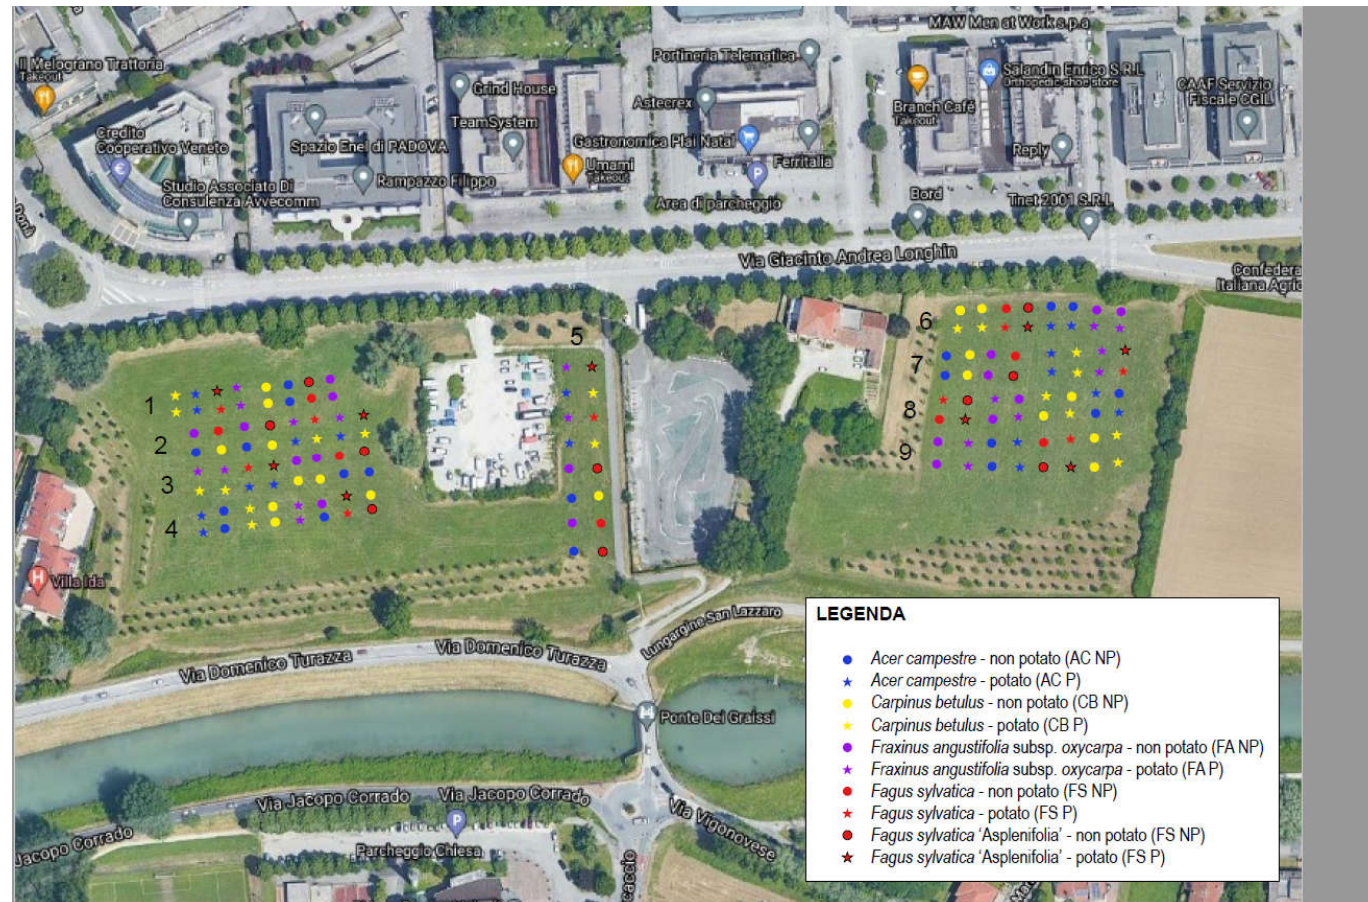 MAW Men at Work s.p.a
Il Melograno Trattoria
Takeout
Portineria Telematica
Grind House
Salandin Enrico S.R.L
Orthopedic shoe store
CAAF Servizio
Fiscale CGIL
Astecrex
Branch Café
Takeout
Credito
Cooperativo Veneto
TeamSystem
Spazio Enel di PADOVA
Gastronomica Plai Natal
Ferritalia
Reply
Umami
Takeout
Studio Associato Di
Consulenza Avvecomm
Rampazzo Filippo
Area di parcheggio
Bord
Tnet 2001 S.R.L
Via Giacinto Andrea Longhin
Confedera
Italiana Agric
5
6
7
1
8
2
9
3
4
Villa Ida
H
Lungargine San Lazzaro
Via Domenico Turazza
Via Domenico Turazza
Ponte Dei Graissi
Via Jacopo Corrado
Via Jacopo Corrado
Via Vigonovese
Jacopo Corrado
P
Parcheggio Chiesa
caccio
LEGENDA
Acer campestre - non potato (AC NP)
Acer campestre - potato (AC P)
Carpinus betulus - non potato (CB NP)
Carpinus betulus - potato (CB P)
Fraxinus angustifolia subsp. oxycarpa - non potato (FA NP)
Fraxinus angustifolia subsp. oxycarpa - potato (FA P)
Fagus sylvatica - non potato (FS NP)
Fagus sylvatica - potato (FS P)
Fagus sylvatica 'Asplenifolia' - non potato (FS NP)
Fagus sylvatica 'Asplenifolia' - potato (FS P)